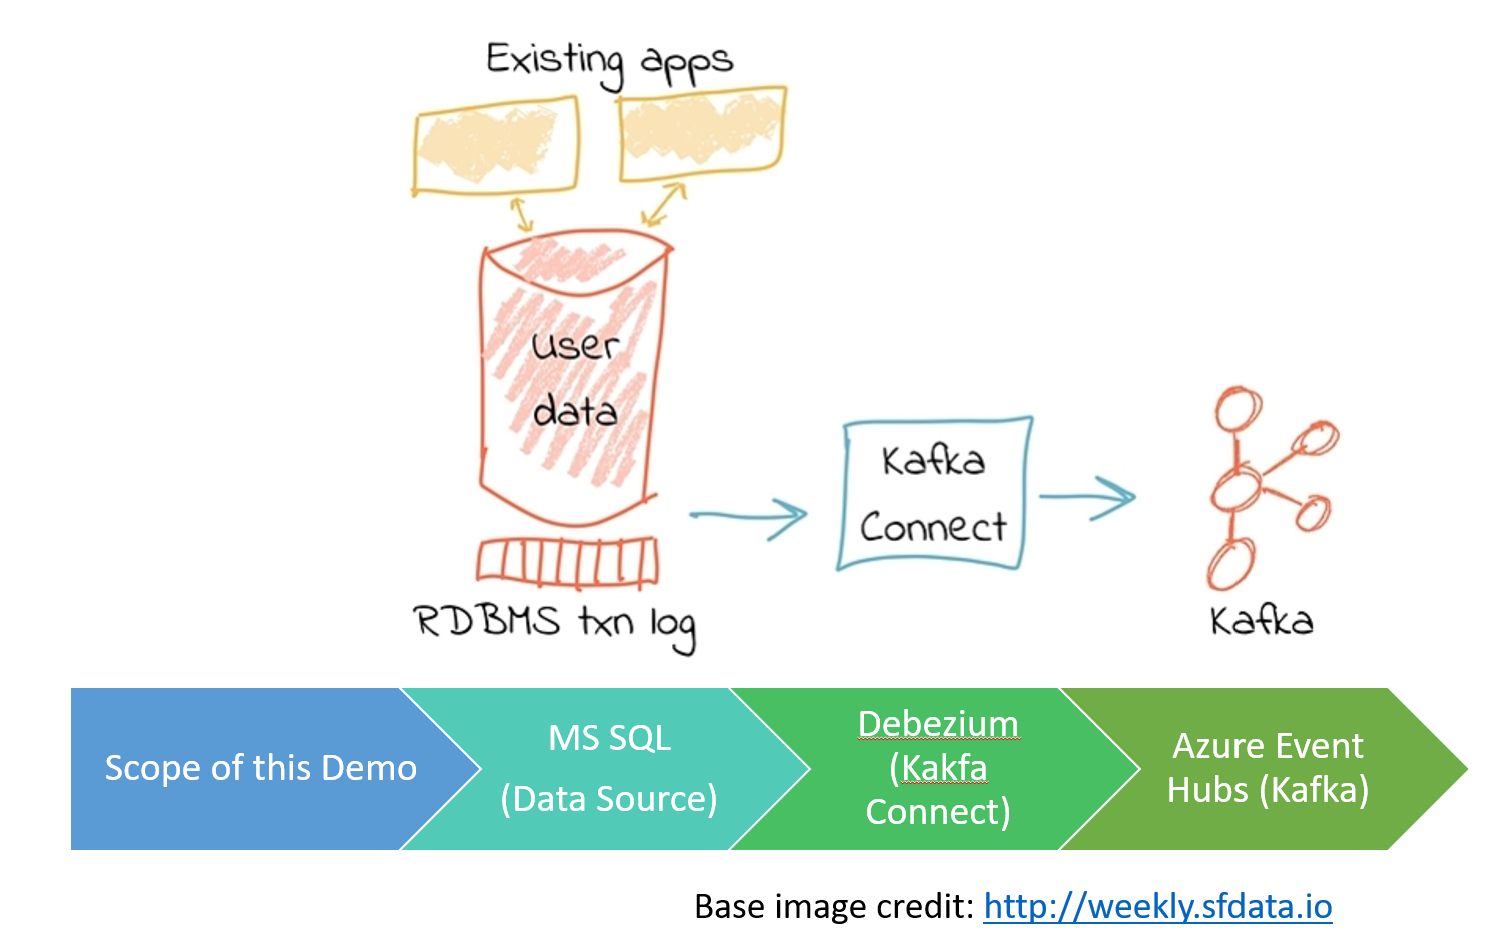 Existing apps
user
data
Kafka
Connect
RDBMS txn log
Kafka
Scope of this Demo
MS SQL
(Data Source)
Debezium
(Kakfa
Connect)
Azure Event
Hubs (Kafka)
Base image credit: http://weekly.sfdata.io